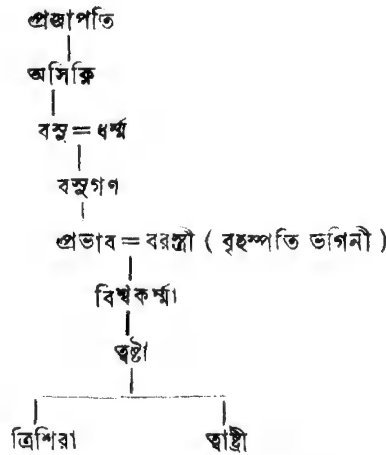 প্রজাপতি
অসিক্লি
বসু = ধর্ম্ম
বসুগণ
প্রভাব = বরস্ত্রী ( বৃহস্পতি ভগিনী )
বিশ্বকর্ম্মা
ত্বষ্টা
ত্রিশিরা ত্বাষ্ট্রী